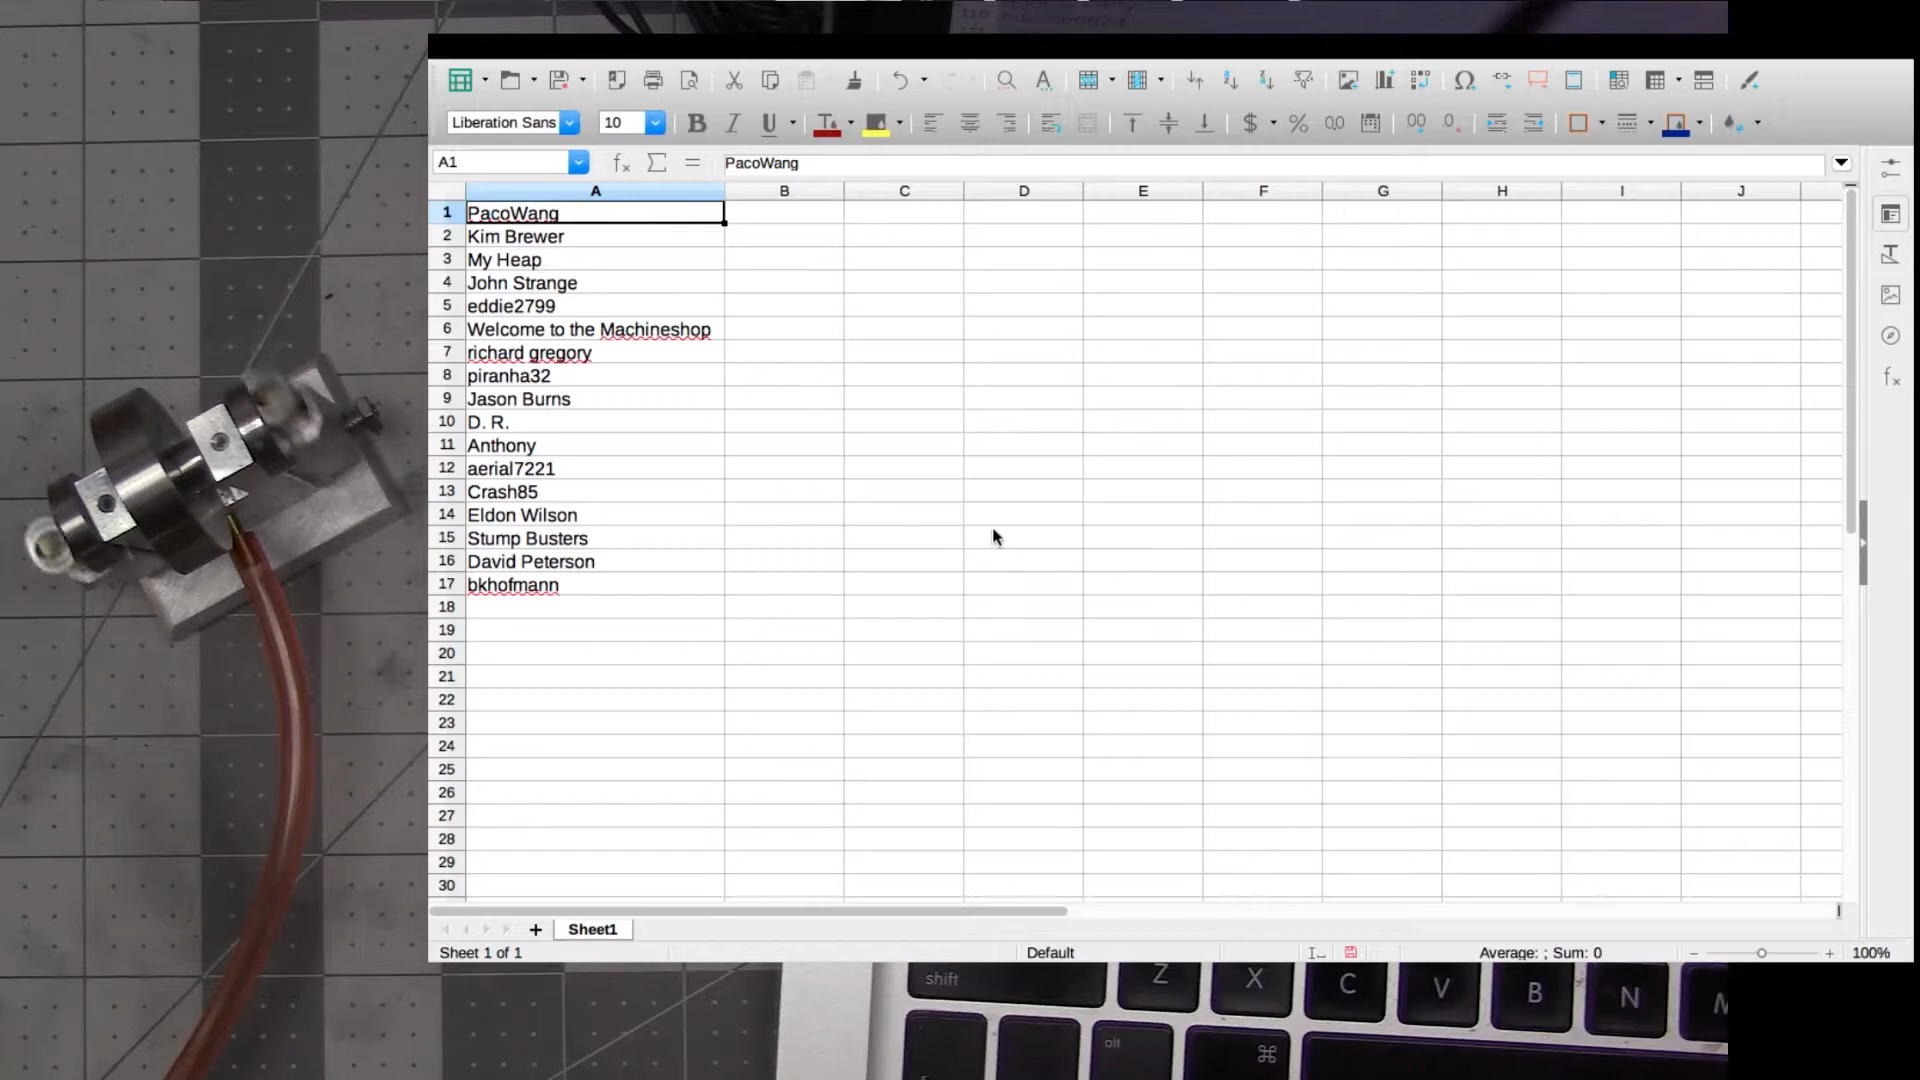 Liberation Sans
10
A1
PacoWang
A B C D E F G H I J
1 PacoWang
2 Kim Brewer
3 My Heap
4 John Strange
5 eddie2799
6 Welcome to the Machineshop
7 richard gregory
8 piranha32
9 Jason Burns
10 D. R.
11 Anthony
12 aerial7221
13 Crash85
14 Eldon Wilson
15 Stump Busters
16 David Peterson
17 bkhofmann
18
19
20
21
22
23
24
25
26
27
28
29
30
Sheet1
Sheet 1 of 1
Default
Average: ; Sum: 0
100%
shift Z X C V B N M
alt ⌘